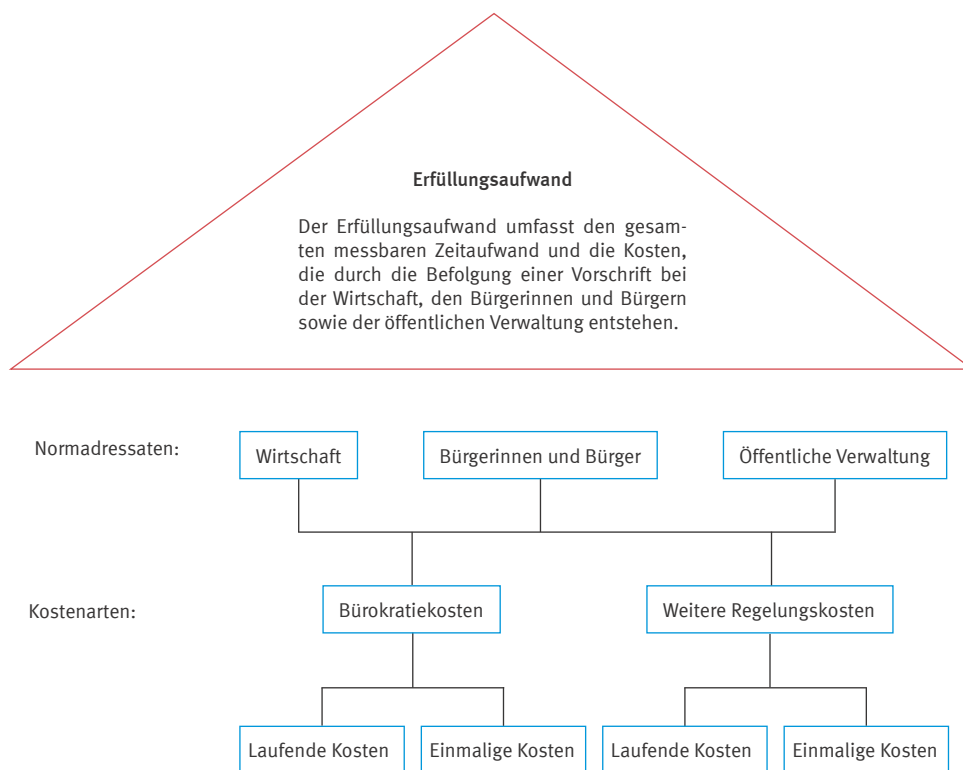 Erfüllungsaufwand
Der Erfüllungsaufwand umfasst den gesam-
ten messbaren Zeitaufwand und die Kosten,
die durch die Befolgung einer Vorschrift bei
der Wirtschaft, den Bürgerinnen und Bürgern
sowie der öffentlichen Verwaltung entstehen.
Normadressaten:
Wirtschaft
Bürgerinnen und Bürger
Öffentliche Verwaltung
Kostenarten:
Bürokratiekosten
Weitere Regelungskosten
Laufende Kosten
Einmalige Kosten
Laufende Kosten
Einmalige Kosten